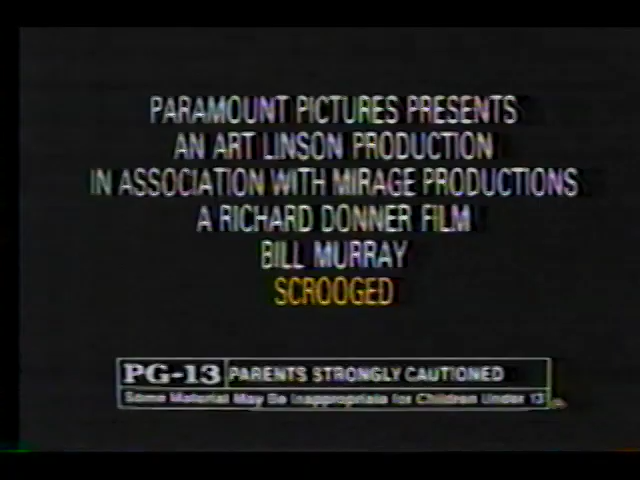 PARAMOUNT PICTURES PRESENTS
AN ART LINSON PRODUCTION
IN ASSOCIATION WITH MIRAGE PRODUCTIONS
A RICHARD DONNER FILM
BILL MURRAY
SCROOGED
PG-13 PARENTS STRONGLY CAUTIONED
Some Material May Be Inappropriate for Children Under 13